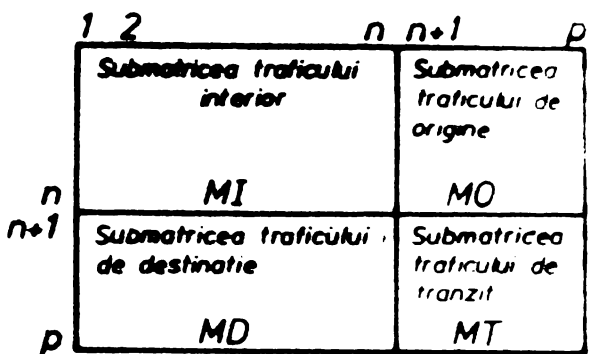 1 2 n n+1 p
Submatricea traficului
interior
MI
Submatricea
traficului de
origine
MO
n
n+1
Submatricea traficului
de destinatie
MD
Submatricea
traficului de
tranzit
MT
p